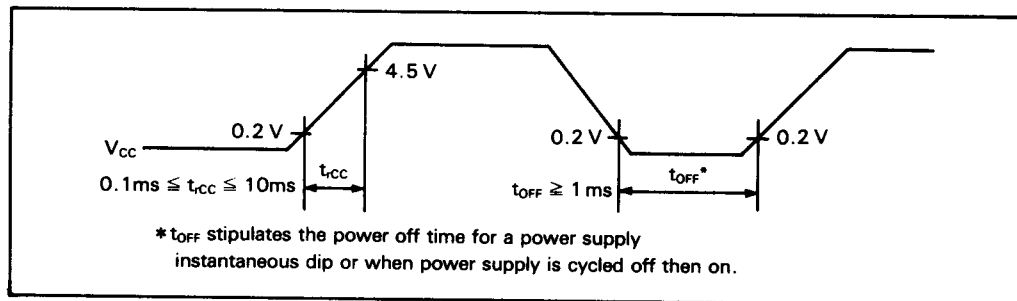 4.5 V
0.2 V
0.2 V
0.2 V
VCC
trCC
tOFF*
0.1ms ≦ trCC ≦ 10ms
tOFF ≧ 1 ms
*tOFF stipulates the power off time for a power supply
instantaneous dip or when power supply is cycled off then on.